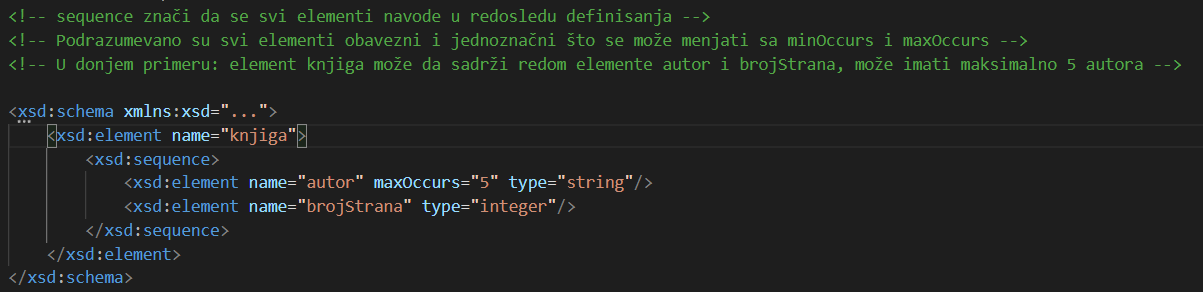 <!-- sequence znači da se svi elementi navode u redosledu definisanja -->
<!-- Podrazumevano su svi elementi obavezni i jednoznačni što se može menjati sa minOccurs i maxOccurs -->
<!-- U donjem primeru: element knjiga može da sadrži redom elemente autor i brojStrana, može imati maksimalno 5 autora -->
<xsd:schema xmlns:xsd="...">
    <xsd:element name="knjiga">
        <xsd:sequence>
            <xsd:element name="autor" maxOccurs="5" type="string"/>
            <xsd:element name="brojStrana" type="integer"/>
        </xsd:sequence>
    </xsd:element>
</xsd:schema>